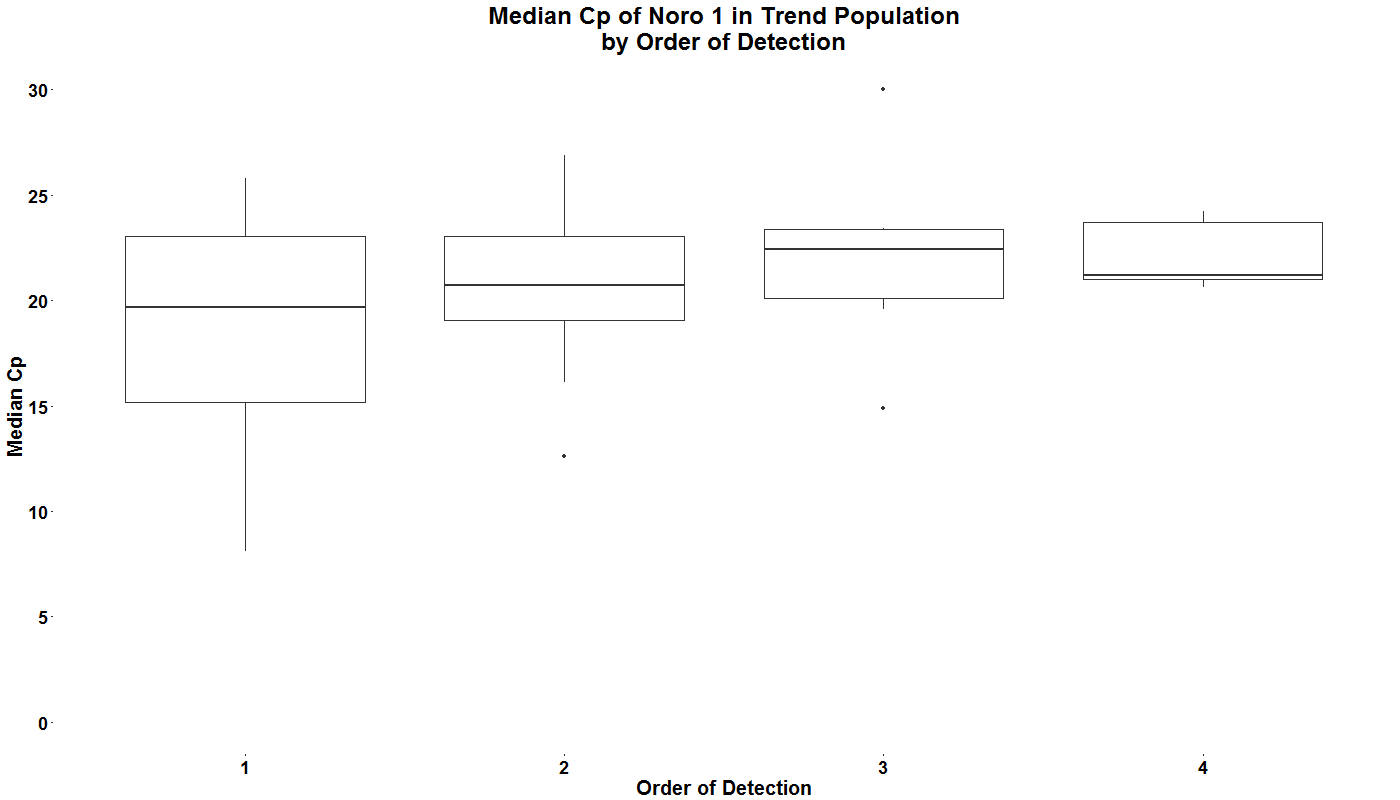 Median Cp of Noro 1 in Trend Population
by Order of Detection
Median Cp
30
25
20
15
10
5
0
1 2 3 4
Order of Detection